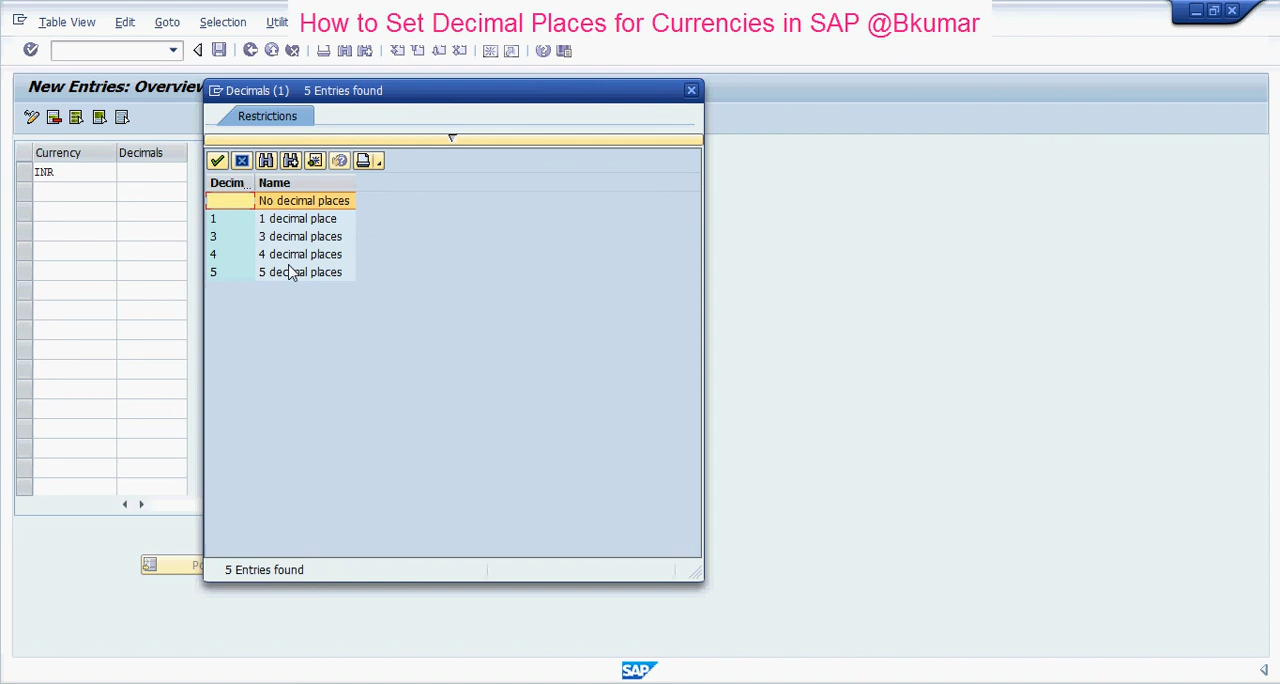 Table View Edit Goto Selection Utilit
How to Set Decimal Places for Currencies in SAP @Bkumar
New Entries: Overview
Decimals (1) 5 Entries found
Restrictions
Currency Decimals
INR
Decim... Name
No decimal places
1 1 decimal place
3 3 decimal places
4 4 decimal places
5 5 decimal places
Po
5 Entries found
SAP